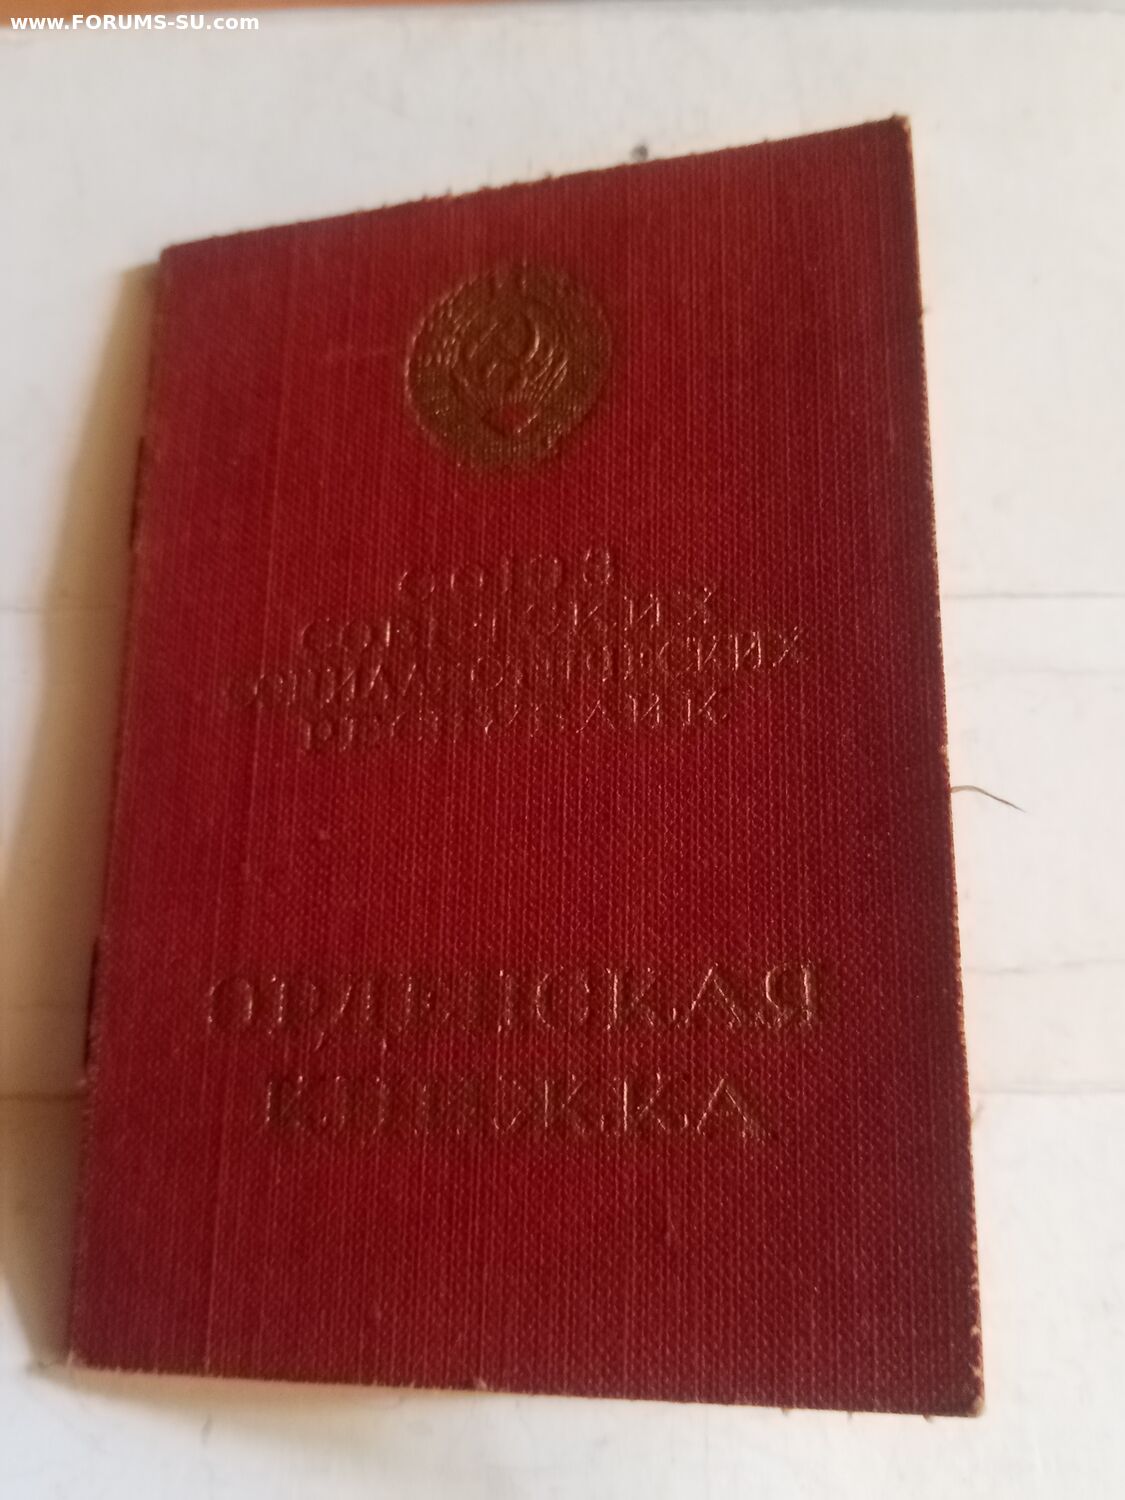 www.FORUMS-SU.com
СОЮЗ
СОВЕТСКИХ
СОЦИАЛИСТИЧЕСКИХ
РЕСПУБЛИК
ОРДЕНСКАЯ
КНИЖКА